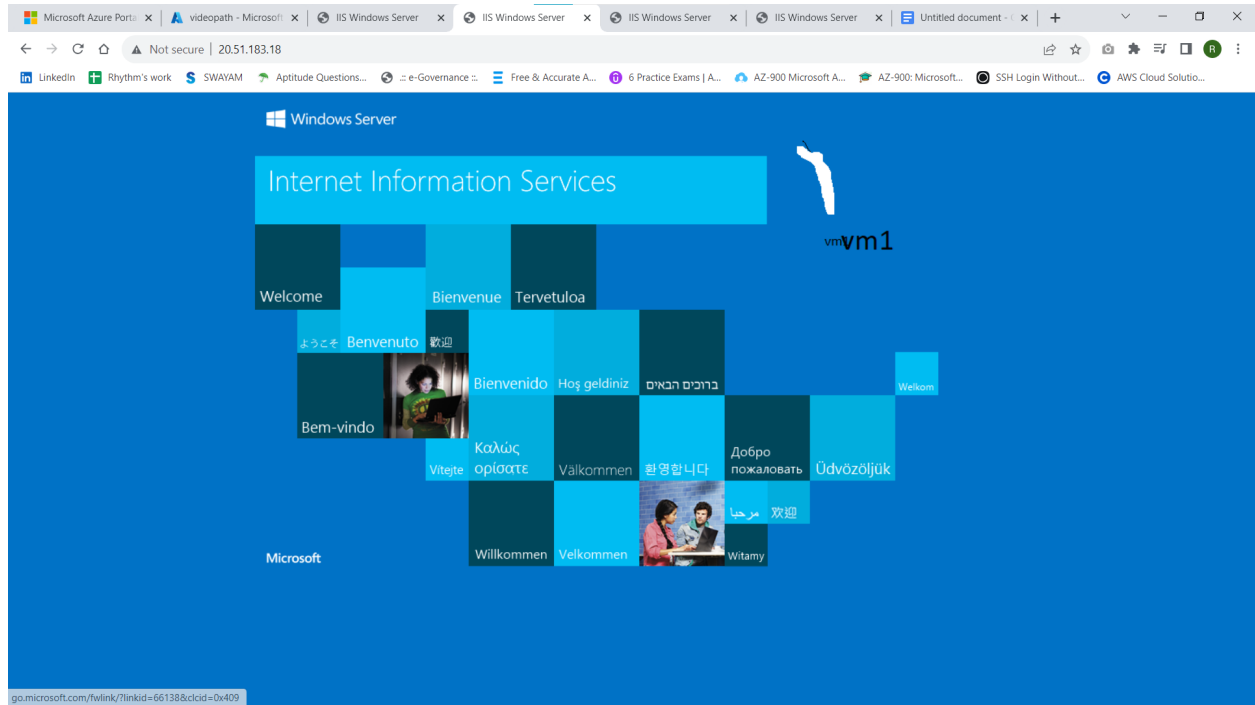 Microsoft Azure Porta
videopath - Microsoft
IIS Windows Server
IIS Windows Server
IIS Windows Server
IIS Windows Server
Untitled document -
Not secure | 20.51.183.18
R
LinkedIn
Rhythm's work
SWAYAM
Aptitude Questions...
.:: e-Governance ::.
Free & Accurate A...
6 Practice Exams | A...
AZ-900 Microsoft A...
AZ-900: Microsoft...
SSH Login Without...
AWS Cloud Solutio...
Windows Server
Internet Information Services
vm1
Welcome
Bienvenue
Tervetuloa
ようこそ
Benvenuto
歡迎
Bienvenido
Hoş geldiniz
ברוכים הבאים
Welkom
Bem-vindo
Vítejte
Καλώς
ορίσατε
Välkommen
환영합니다
Добро
пожаловать
Üdvözöljük
مرحبا
欢迎
Willkommen
Velkommen
Witamy
Microsoft
go.microsoft.com/fwlink/?linkid=66138&clcid=0x409